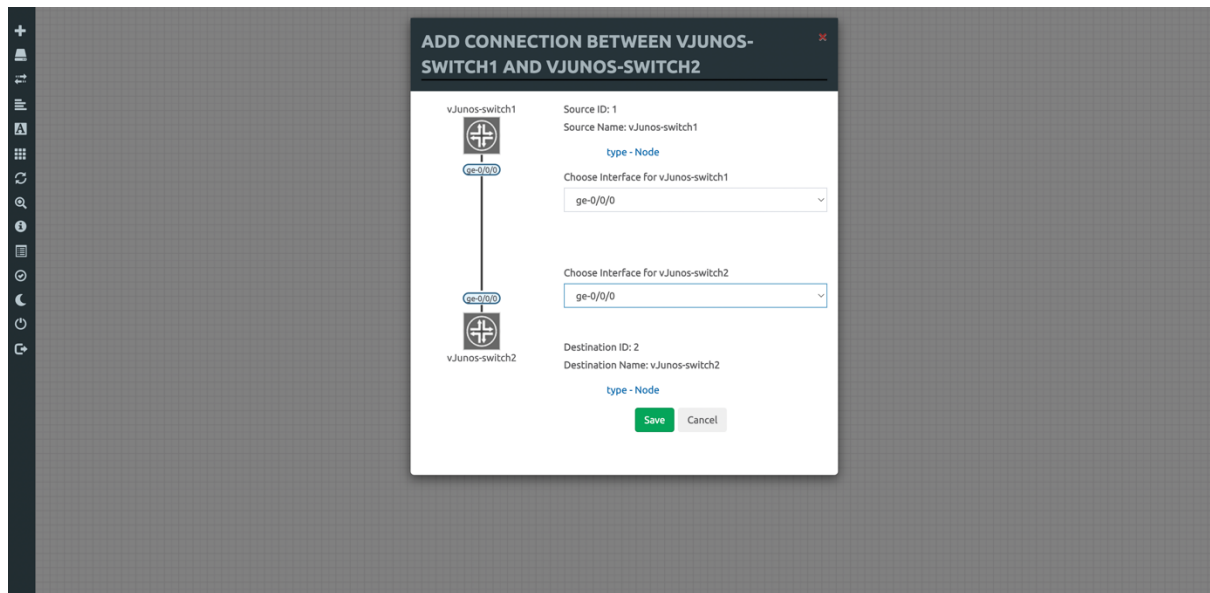 ADD CONNECTION BETWEEN VJUNOS-
SWITCH1 AND VJUNOS-SWITCH2
vJunos-switch1
ge-0/0/0
ge-0/0/0
vJunos-switch2
Source ID: 1
Source Name: vJunos-switch1
type - Node
Choose Interface for vJunos-switch1
ge-0/0/0
Choose Interface for vJunos-switch2
ge-0/0/0
Destination ID: 2
Destination Name: vJunos-switch2
type - Node
Save Cancel